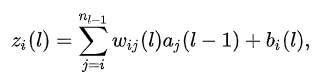 z_i(l) = \sum_{j=i}^{n_{l-1}} w_{ij}(l) a_j(l-1) + b_i(l),